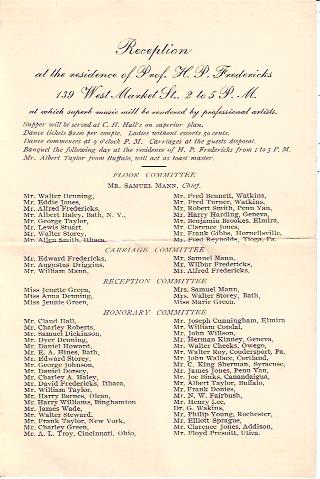 Reception
at the residence of Prof. H. P. Fredericks
139 West Market St., 2 to 5 P. M.
at which superb music will be rendered by professional artists.
Supper will be served at C. H. Hall's on superior plan.
Dance tickets $2.50 per couple, Ladies without escorts 50 cents.
Dance commences at 9 o'clock P. M. Carriages at the guests disposal.
Banquet the following day at the residence of H. P. Fredericks from 1 to 5 P. M.
Mr. Albert Taylor from Buffalo, will act as toast master.
FLOOR COMMITTEE
MR. SAMUEL MANN, Chief.
Mr. Walter Denning,
Mr. Eddie Jones,
Mr. Alfred Fredericks,
Mr. Albert Haley, Bath, N. Y.,
Mr. George Taylor,
Mr. Lewis Stuart,
Mr. Walter Storey,
Mr. Allen Smith, Ithaca,
Mr. Fred Bennett, Watkins,
Mr. Fred Turner, Watkins,
Mr. Robert Smith, Penn Yan,
Mr. Harry Harding, Geneva,
Mr. Benjamin Brookes, Elmira
Mr. Clarence Jones,
Mr. Frank Gibbs, Hornellsville,
Mr. Fred Reynolds, Tioga, Pa.
CARRIAGE COMMITTEE
Mr. Edward Fredericks,
Mr. Augustus Driggins,
Mr. William Mann,
Mr. Samuel Mann,
Mr. Wilbur Fredericks,
Mr. Alfred Fredericks.
RECEPTION COMMITTEE
Miss Jenette Green,
Miss Anna Denning,
Miss Jennie Green,
Mrs. Samuel Mann,
Mrs. Walter Storey, Bath,
Miss Marie Green.
HONORARY COMMITTEE
Mr. Claud Hall,
Mr. Charley Roberts,
Mr. Samuel Dickinson,
Mr. Dyer Denning,
Mr. Daniel Howard,
Mr. E. A. Hines, Bath,
Mr. Edward Storey,
Mr. George Johnson,
Mr. Daniel Dorsey,
Mr. Charley A. Haley,
Mr. David Fredericks, Ithaca,
Mr. William Taylor,
Mr. Harry Barnes, Olean,
Mr. Harry Williams, Binghamton
Mr. James Wade,
Mr. Walter Steward,
Mr. Frank Taylor, New York,
Mr. Charley Green,
Mr. A. L. Troy, Cincinnati, Ohio,
Mr. Joseph Cunningham, Elmira
Mr. William Condal,
Mr. John Willson,
Mr. Herman Kinney, Geneva,
Mr. Walter Cheeks, Owego,
Mr. Walter Roy, Coudersport, Pa.
Mr. John Wallace, Cortland,
Mr. C. King Sherman, Syracuse,
Mr. James Jones, Penn Yan,
Mr. Joe Binks, Canandaigua,
Mr. Albert Taylor, Buffalo,
Mr. Frank Dontes,
Mr. N. W. Fairbush,
Mr. Henry Lee,
Dr. G. Wakins,
Mr. Philip Young, Rochester,
Mr. Elliott Sprague,
Mr. Clarence Jones, Addison,
Mr. Floyd Pressitt, Utica.